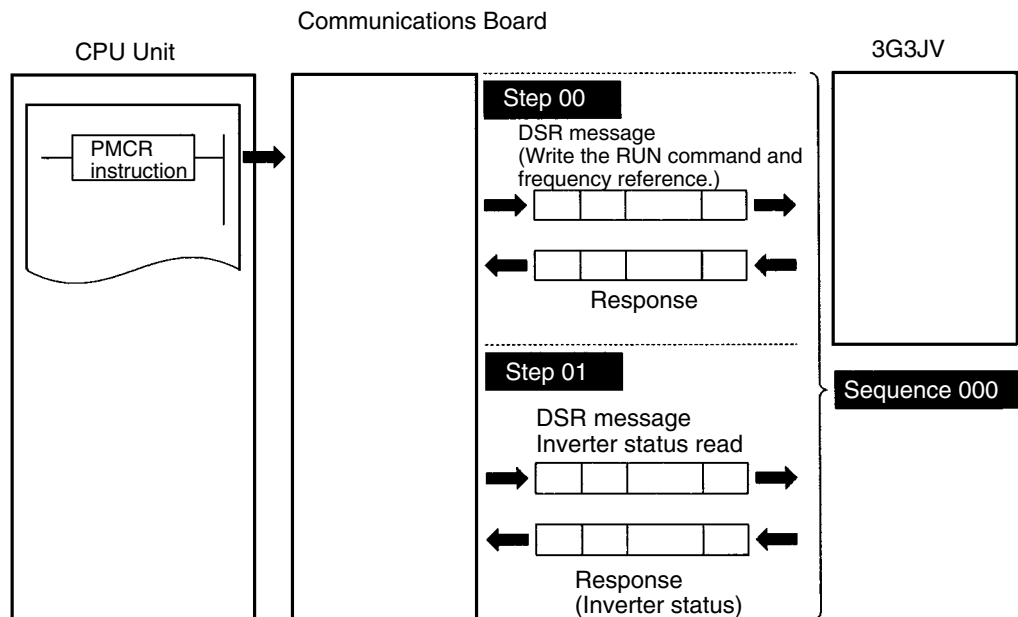 Communications Board
CPU Unit
3G3JV
PMCR
instruction
Step 00
DSR message
(Write the RUN command and
frequency reference.)
Response
Step 01
Sequence 000
DSR message
Inverter status read
Response
(Inverter status)